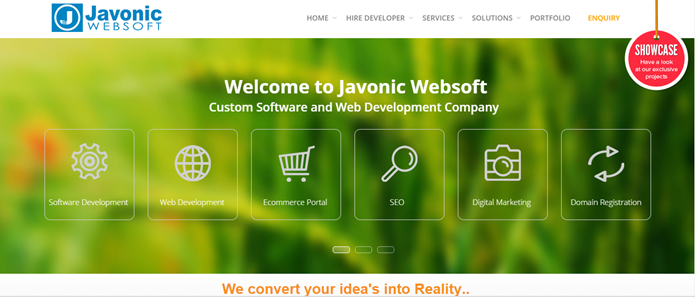 Javonic
WEBSOFT
HOME HIRE DEVELOPER SERVICES SOLUTIONS PORTFOLIO ENQUIRY
SHOWCASE
Have a look
at our exclusive
projects
Welcome to Javonic Websoft
Custom Software and Web Development Company
Software Development Web Development Ecommerce Portal SEO Digital Marketing Domain Registration
We convert your idea's into Reality..